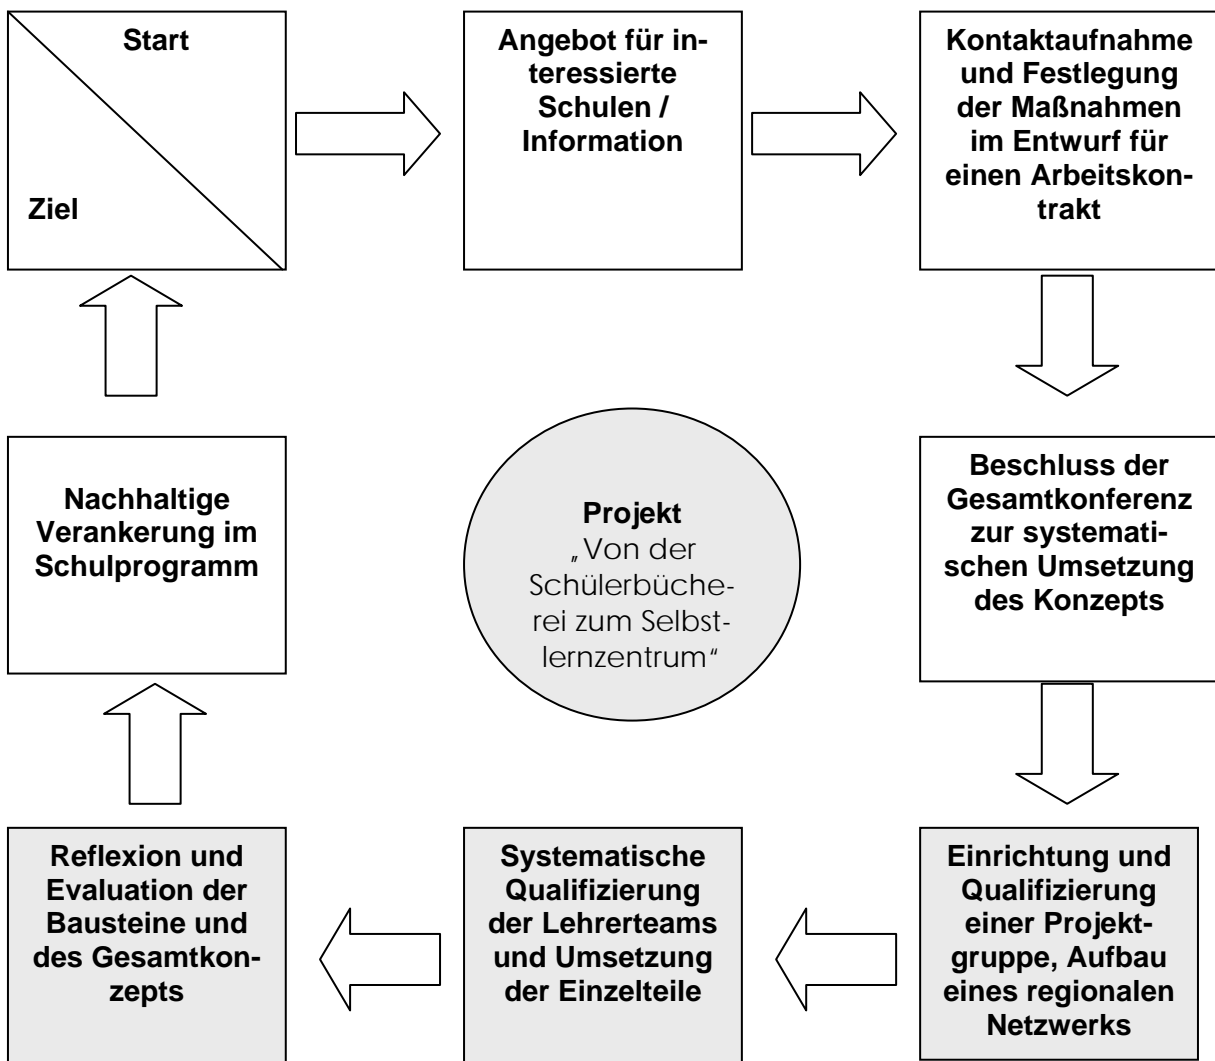 Start
Ziel
Angebot für in-
teressierte
Schulen /
Information
Kontaktaufnahme
und Festlegung
der Maßnahmen
im Entwurf für
einen Arbeitskon-
trakt
Nachhaltige
Verankerung im
Schulprogramm
Projekt
„Von der
Schülerbüche-
rei zum Selbst-
lernzentrum“
Beschluss der
Gesamtkonferenz
zur systemati-
schen Umsetzung
des Konzepts
Reflexion und
Evaluation der
Bausteine und
des Gesamtkon-
zepts
Systematische
Qualifizierung
der Lehrerteams
und Umsetzung
der Einzelteile
Einrichtung und
Qualifizierung
einer Projekt-
gruppe, Aufbau
eines regionalen
Netzwerks